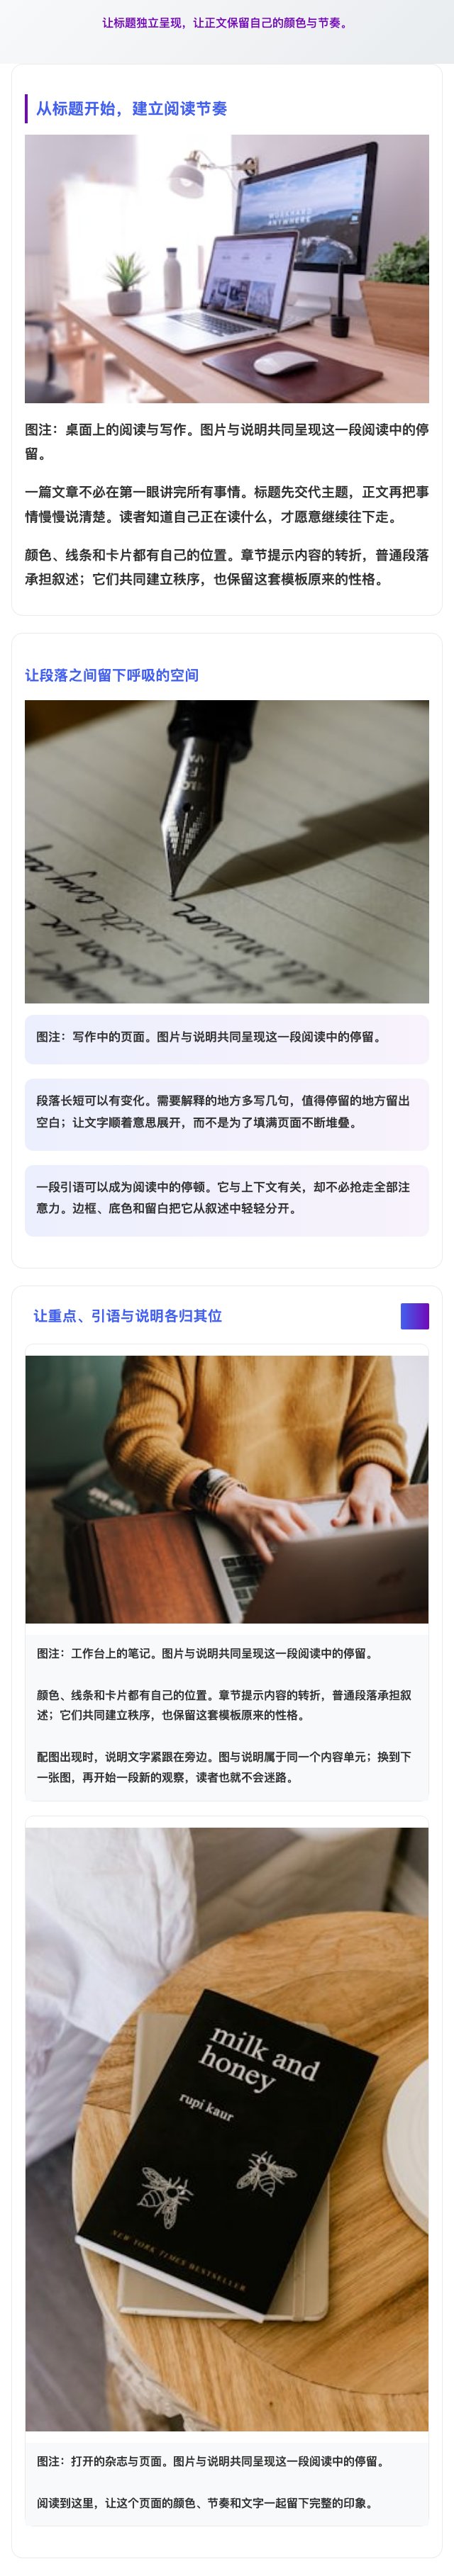 让标题独立呈现，让正文保留自己的颜色与节奏。
从标题开始，建立阅读节奏
图注：桌面上的阅读与写作。图片与说明共同呈现这一段阅读中的停
留。
一篇文章不必在第一眼讲完所有事情。标题先交代主题，正文再把事
情慢慢说清楚。读者知道自己正在读什么，才愿意继续往下走。
颜色、线条和卡片都有自己的位置。章节提示内容的转折，普通段落
承担叙述；它们共同建立秩序，也保留这套模板原来的性格。
让段落之间留下呼吸的空间
图注：写作中的页面。图片与说明共同呈现这一段阅读中的停留。
段落长短可以有变化。需要解释的地方多写几句，值得停留的地方留出
空白；让文字顺着意思展开，而不是为了填满页面不断堆叠。
一段引语可以成为阅读中的停顿。它与上下文有关，却不必抢走全部注
意力。边框、底色和留白把它从叙述中轻轻分开。
让重点、引语与说明各归其位
图注：工作台上的笔记。图片与说明共同呈现这一段阅读中的停留。
颜色、线条和卡片都有自己的位置。章节提示内容的转折，普通段落承担叙
述；它们共同建立秩序，也保留这套模板原来的性格。
配图出现时，说明文字紧跟在旁边。图与说明属于同一个内容单元；换到下
一张图，再开始一段新的观察，读者也就不会迷路。
milk and
honey
rupi kaur
NEW YORK TIMES BESTSELLER
图注：打开的杂志与页面。图片与说明共同呈现这一段阅读中的停留。
阅读到这里，让这个页面的颜色、节奏和文字一起留下完整的印象。